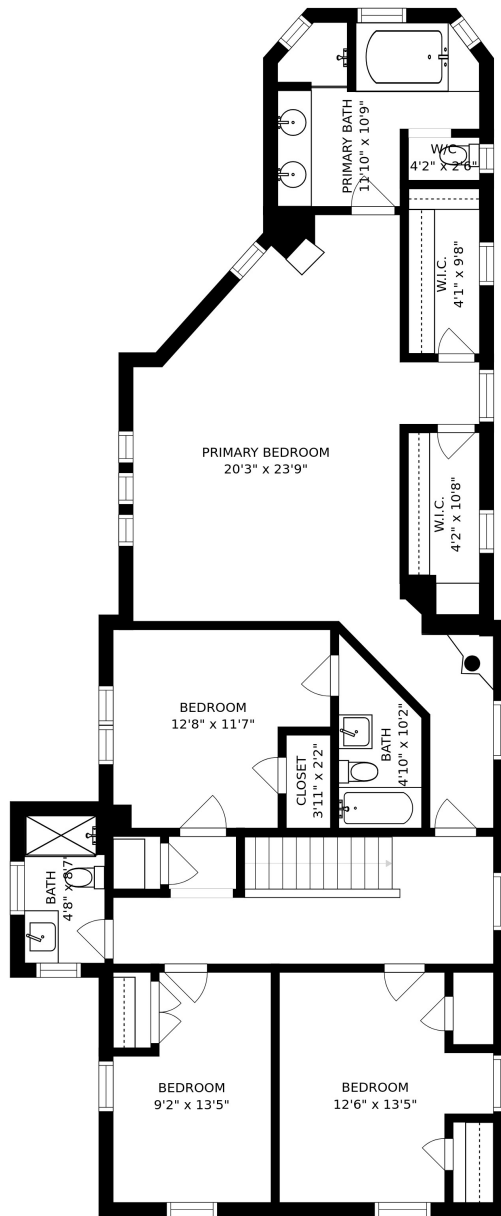 PRIMARY BATH
11'10" x 10'9"
W/C
4'2" x 2'6"
W.I.C.
4'1" x 9'8"
PRIMARY BEDROOM
20'3" x 23'9"
W.I.C.
4'2" x 10'8"
BEDROOM
12'8" x 11'7"
BATH
4'10" x 10'2"
CLOSET
3'11" x 2'2"
BATH
4'8" x 8'7"
BEDROOM
9'2" x 13'5"
BEDROOM
12'6" x 13'5"